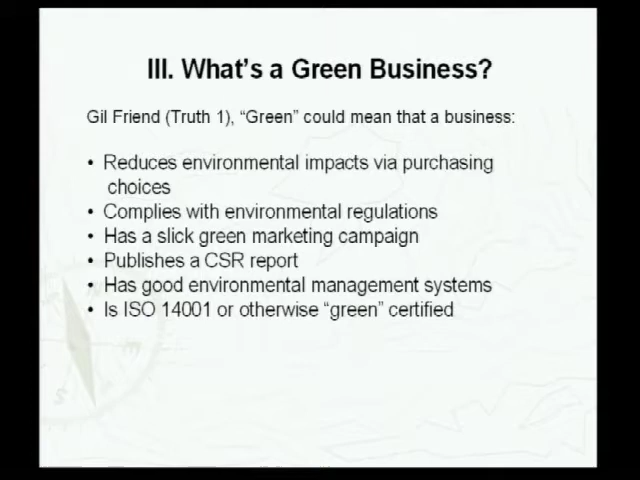 III. What's a Green Business?
Gil Friend (Truth 1), “Green” could mean that a business:
• Reduces environmental impacts via purchasing
choices
• Complies with environmental regulations
• Has a slick green marketing campaign
• Publishes a CSR report
• Has good environmental management systems
• Is ISO 14001 or otherwise “green” certified
S